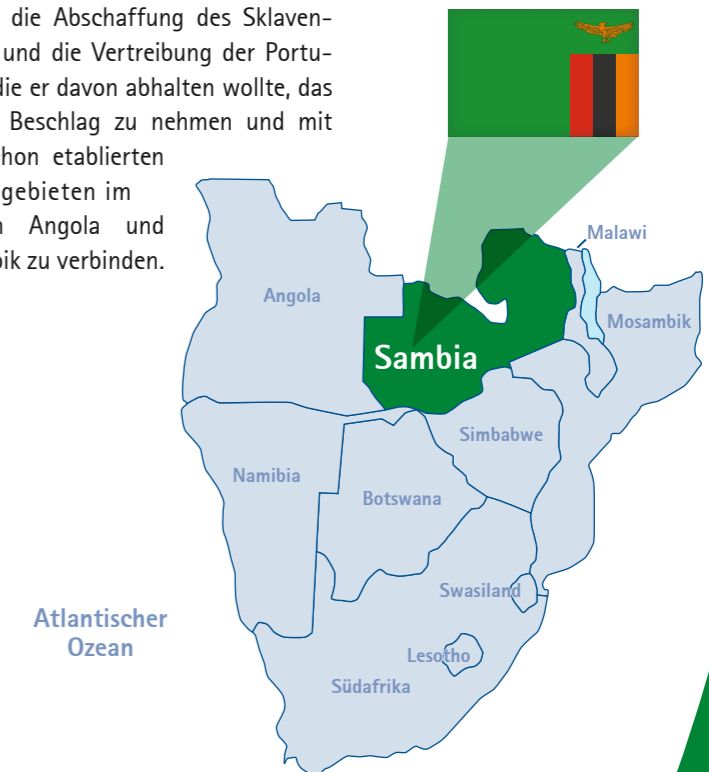 die Abschaffung des Sklaven-
und die Vertreibung der Portu-
die er davon abhalten wollte, das
Beschlag zu nehmen und mit
etablierten
gebieten im
Angola und
zu verbinden.
Malawi
Angola
Mosambik
Sambia
Simbabwe
Namibia
Botswana
Swasiland
Atlantischer
Ozean
Lesotho
Südafrika